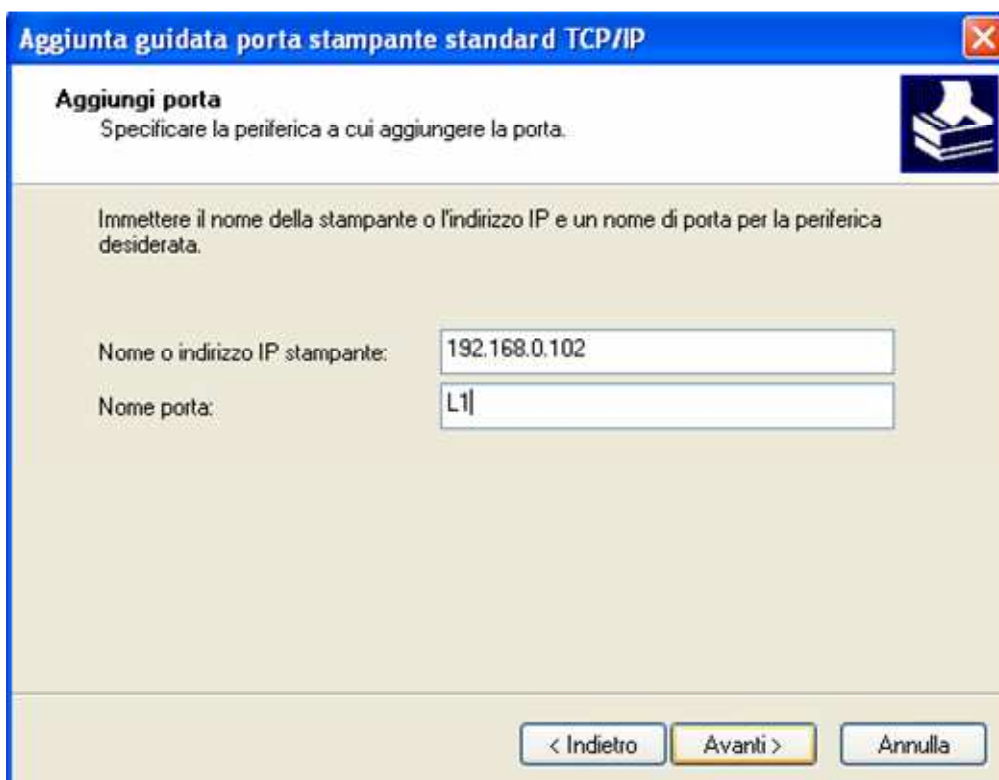 Aggiunta guidata porta stampante standard TCP/IP
Aggiungi porta
Specificare la periferica a cui aggiungere la porta.
Immettere il nome della stampante o l'indirizzo IP e un nome di porta per la periferica
desiderata.
Nome o indirizzo IP stampante: 192.168.0.102
Nome porta: L1
< Indietro Avanti > Annulla